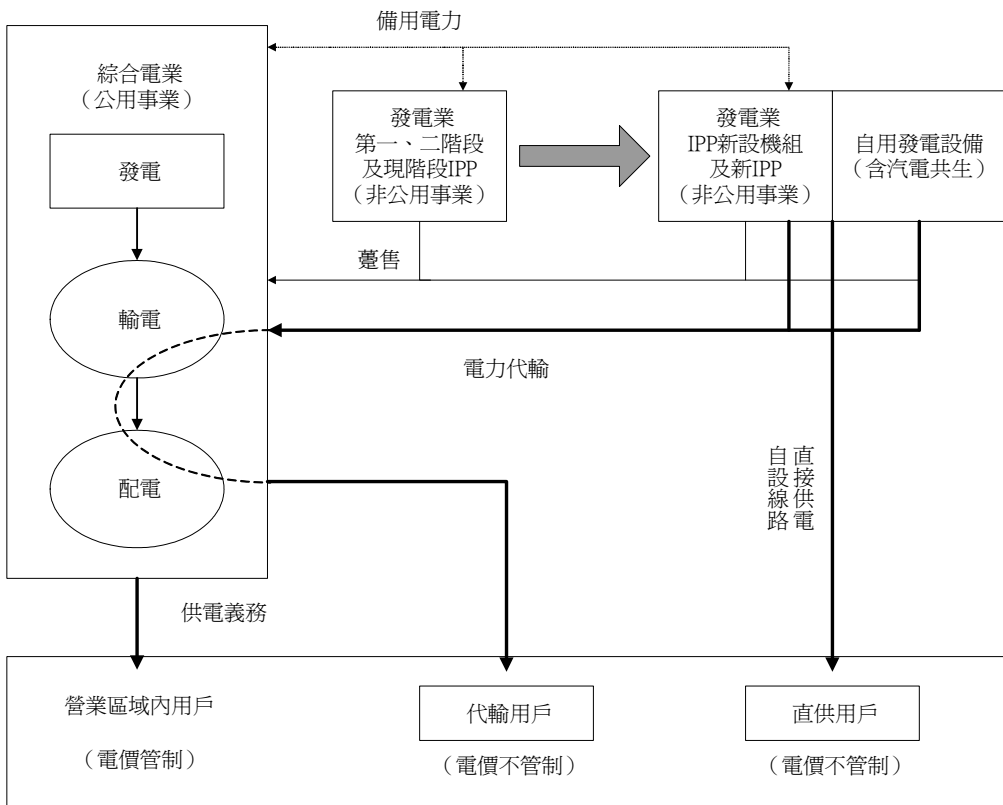 備用電力
綜合電業
（公用事業）
發電
輸電
配電
發電業
第一、二階段
及現階段IPP
（非公用事業）
發電業
IPP新設機組
及新IPP
（非公用事業）
自用發電設備
（含汽電共生）
躉售
電力代輸
直接供電
自設線路
供電義務
營業區域內用戶
（電價管制）
代輸用戶
（電價不管制）
直供用戶
（電價不管制）